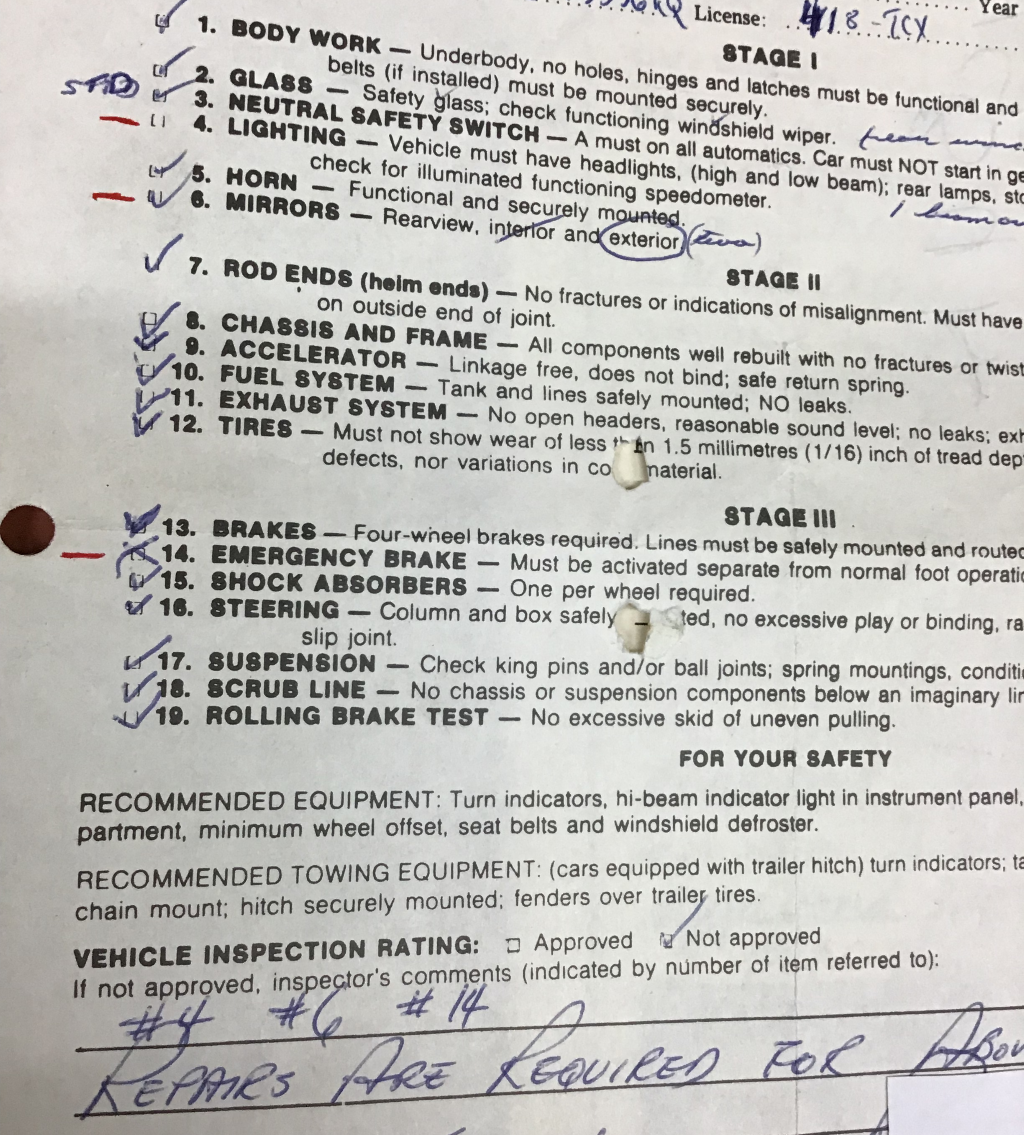 License: 418-TCX Year
STAGE I
1. BODY WORK — Underbody, no holes, hinges and latches must be functional and
belts (if installed) must be mounted securely.
2. GLASS — Safety glass; check functioning windshield wiper.
STD 3. NEUTRAL SAFETY SWITCH — A must on all automatics. Car must NOT start in ge
4. LIGHTING — Vehicle must have headlights, (high and low beam); rear lamps, sto
check for illuminated functioning speedometer.
5. HORN — Functional and securely mounted.
6. MIRRORS — Rearview, interior and exterior (two)
STAGE II
7. ROD ENDS (helm ends) — No fractures or indications of misalignment. Must have
on outside end of joint.
8. CHASSIS AND FRAME — All components well rebuilt with no fractures or twist
9. ACCELERATOR — Linkage free, does not bind; safe return spring.
10. FUEL SYSTEM — Tank and lines safely mounted; NO leaks.
11. EXHAUST SYSTEM — No open headers, reasonable sound level; no leaks; exh
12. TIRES — Must not show wear of less th n 1.5 millimetres (1/16) inch of tread dep
defects, nor variations in co material.
STAGE III
13. BRAKES — Four-wheel brakes required. Lines must be safely mounted and routed
14. EMERGENCY BRAKE — Must be activated separate from normal foot operatio
15. SHOCK ABSORBERS — One per wheel required.
16. STEERING — Column and box safely ted, no excessive play or binding, ra
slip joint.
17. SUSPENSION — Check king pins and/or ball joints; spring mountings, conditi
18. SCRUB LINE — No chassis or suspension components below an imaginary lin
19. ROLLING BRAKE TEST — No excessive skid of uneven pulling.
FOR YOUR SAFETY
RECOMMENDED EQUIPMENT: Turn indicators, hi-beam indicator light in instrument panel,
partment, minimum wheel offset, seat belts and windshield defroster.
RECOMMENDED TOWING EQUIPMENT: (cars equipped with trailer hitch) turn indicators; ta
chain mount; hitch securely mounted; fenders over trailer tires.
VEHICLE INSPECTION RATING: Approved Not approved
If not approved, inspector's comments (indicated by number of item referred to):
#4 #6 #14
REPAIRS ARE REQUIRED FOR ABOV